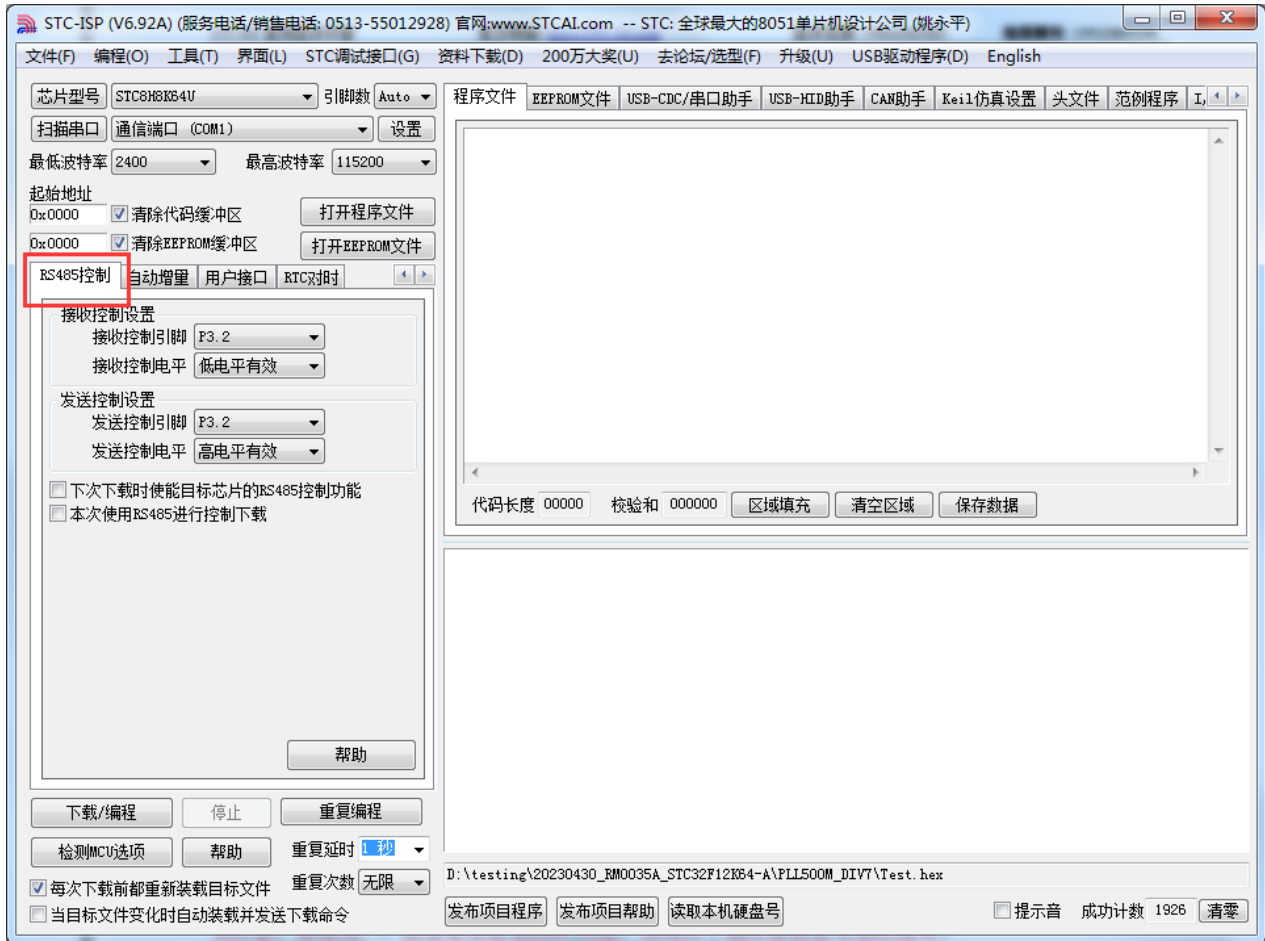 STC-ISP (V6.92A) (服务电话/销售电话: 0513-55012928) 官网:www.STCAI.com -- STC: 全球最大的8051单片机设计公司 (姚永平)
文件(F) 编程(O) 工具(T) 界面(L) STC调试接口(G) 资料下载(D) 200万大奖(U) 去论坛/选型(F) 升级(U) USB驱动程序(D) English
芯片型号 STC8H8K64U 引脚数 Auto
扫描串口 通信端口 (COM1) 设置
最低波特率 2400 最高波特率 115200
起始地址
0x0000 清除代码缓冲区 打开程序文件
0x0000 清除EEPROM缓冲区 打开EEPROM文件
RS485控制 自动增量 用户接口 RTC对时
接收控制设置
接收控制引脚 P3.2
接收控制电平 低电平有效
发送控制设置
发送控制引脚 P3.2
发送控制电平 高电平有效
下次下载时使能目标芯片的RS485控制功能
本次使用RS485进行控制下载
帮助
下载/编程 停止 重复编程
检测MCU选项 帮助 重复延时 1 秒
每次下载前都重新装载目标文件 重复次数 无限
当目标文件变化时自动装载并发送下载命令
程序文件 EEPROM文件 USB-CDC/串口助手 USB-HID助手 CAN助手 Keil仿真设置 头文件 范例程序 I,
代码长度 00000 校验和 000000 区域填充 清空区域 保存数据
D:\testing\20230430_RM0035A_STC32F12K64-A\PLL500M_DIV7\Test.hex
发布项目程序 发布项目帮助 读取本机硬盘号 提示音 成功计数 1926 清零